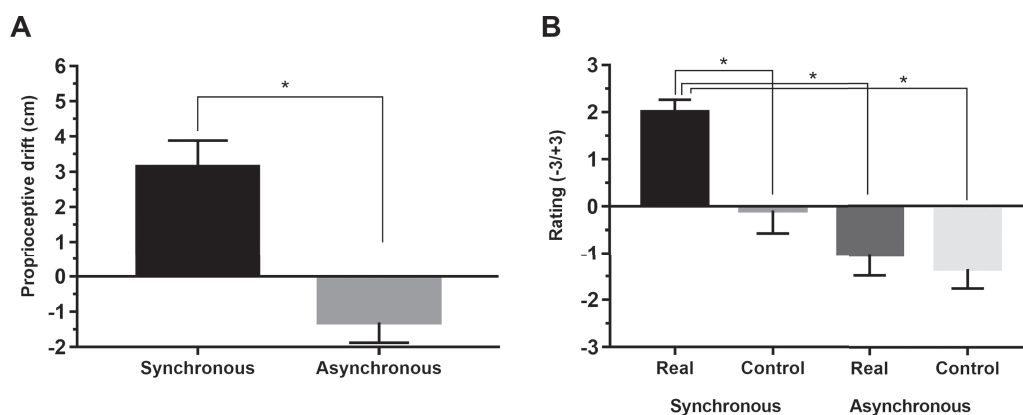 A
B
Proprioceptive drift (cm)
6
5
4
3
2
1
0
-1
-2
*
Synchronous
Asynchronous
Rating (-3/+3)
3
2
1
0
-1
-2
-3
*
*
*
Real
Control
Real
Control
Synchronous
Asynchronous